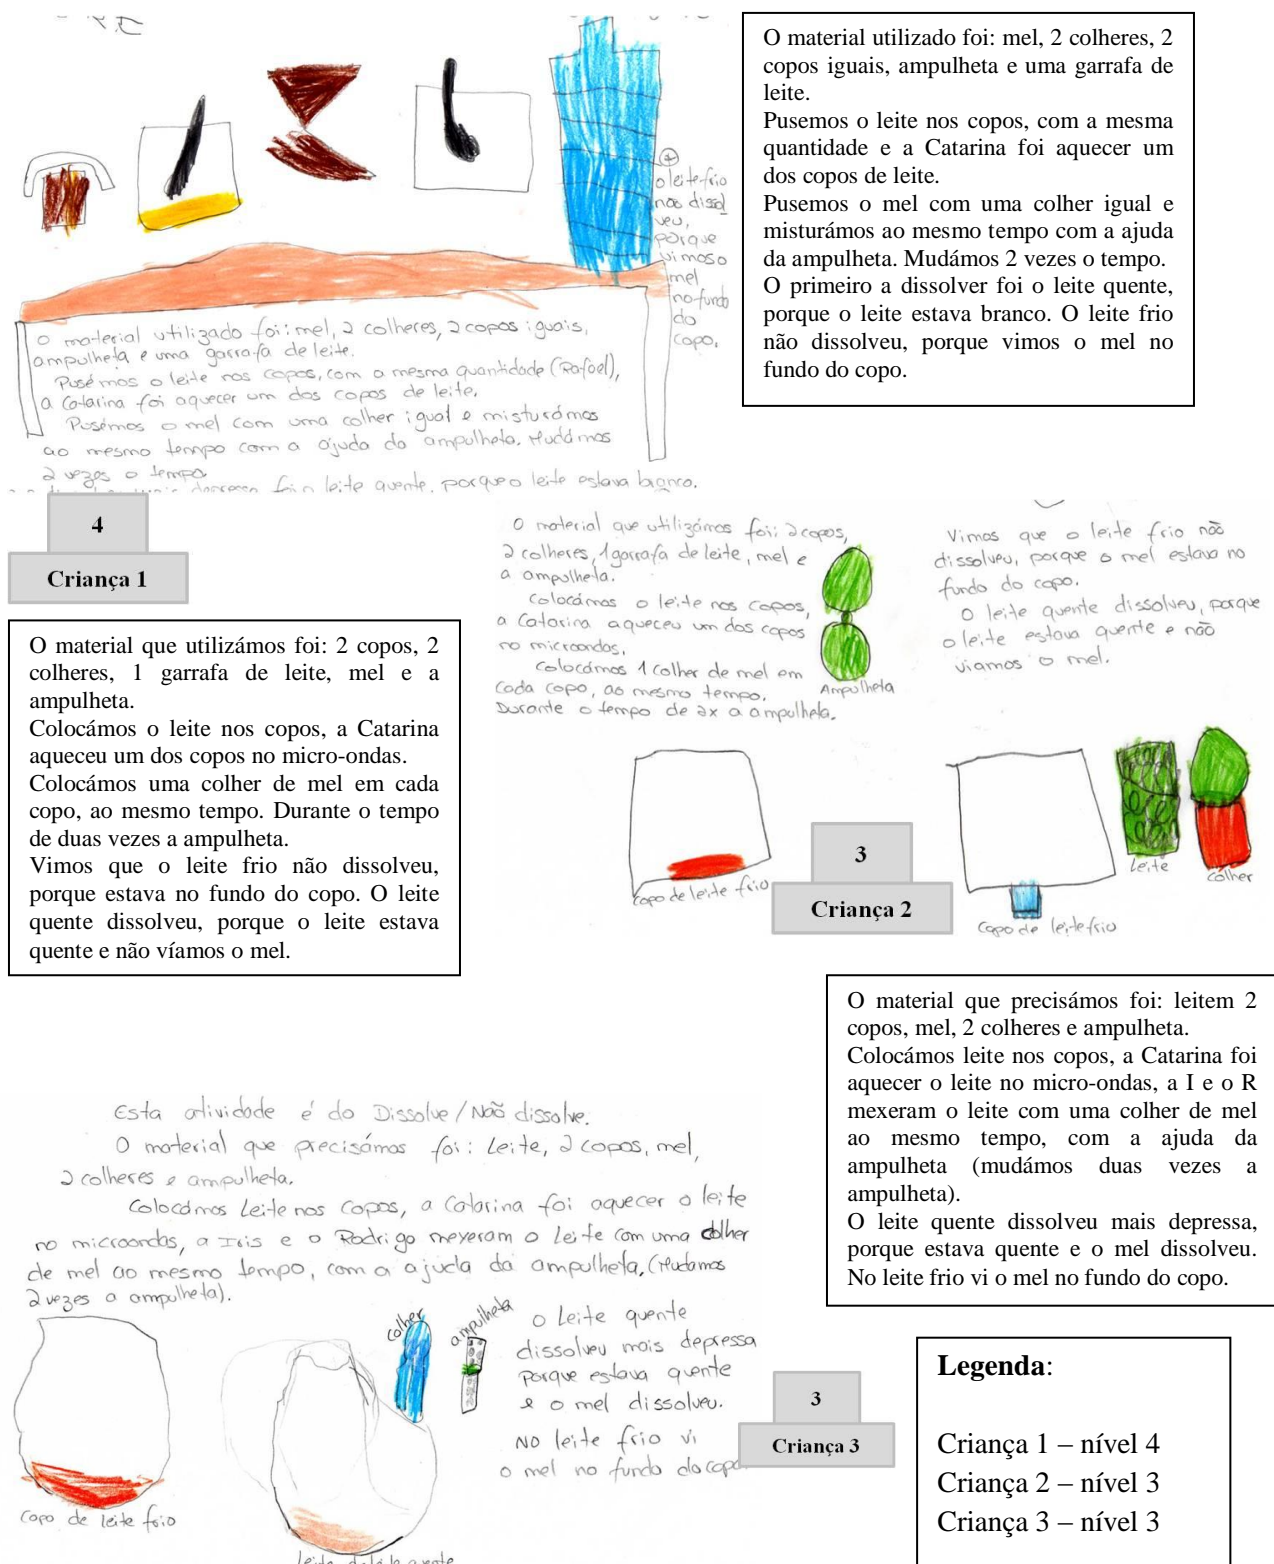 O material utilizado foi: mel, 2 colheres, 2
copos iguais, ampulheta e uma garrafa de
leite.
Pusemos o leite nos copos, com a mesma
quantidade e a Catarina foi aquecer um
dos copos de leite.
Pusemos o mel com uma colher igual e
misturámos ao mesmo tempo com a ajuda
da ampulheta. Mudámos 2 vezes o tempo.
O primeiro a dissolver foi o leite quente,
porque o leite estava branco. O leite frio
não dissolveu, porque vimos o mel no
fundo do copo.
o leite frio
não dissol
veu,
porque
vimos o
mel
no fundo
do
copo.
O material utilizado foi: mel, 2 colheres, 2 copos iguais,
ampulheta e uma garrafa de leite.
Pusémos o leite nos copos, com a mesma quantidade (Rafael),
a Catarina foi aquecer um dos copos de leite.
Pusémos o mel com uma colher igual e misturámos
ao mesmo tempo com a ajuda da ampulheta. Mudámos
2 vezes o tempo.
depressa foi o leite quente, porque o leite estava branco.
4
Criança 1
O material que utilizámos foi: 2 copos, 2
colheres, 1 garrafa de leite, mel e a
ampulheta.
Colocámos o leite nos copos, a Catarina
aqueceu um dos copos no micro-ondas.
Colocámos uma colher de mel em cada
copo, ao mesmo tempo. Durante o tempo
de duas vezes a ampulheta.
Vimos que o leite frio não dissolveu,
porque estava no fundo do copo. O leite
quente dissolveu, porque o leite estava
quente e não víamos o mel.
O material que utilizámos foi: 2 copos,
2 colheres, 1 garrafa de leite, mel e
a ampulheta.
Colocámos o leite nos copos,
a Catarina aqueceu um dos copos
no microondas.
Colocámos 1 colher de mel em
cada copo, ao mesmo tempo.
Durante o tempo de 2x a ampulheta.
Ampulheta
Vimos que o leite frio não
dissolveu, porque o mel estava no
fundo do copo.
O leite quente dissolveu, porque
o leite estava quente e não
viamos o mel.
copo de leite frio
3
Criança 2
copo de leite frio
leite
colher
O material que precisámos foi: leitem 2
copos, mel, 2 colheres e ampulheta.
Colocámos leite nos copos, a Catarina foi
aquecer o leite no micro-ondas, a I e o R
mexeram o leite com uma colher de mel
ao mesmo tempo, com a ajuda da
ampulheta (mudámos duas vezes a
ampulheta).
O leite quente dissolveu mais depressa,
porque estava quente e o mel dissolveu.
No leite frio vi o mel no fundo do copo.
Esta atividade é do Dissolve/Não dissolve.
O material que precisámos foi: Leite, 2 copos, mel,
2 colheres e ampulheta.
Colocámos Leite nos copos, a Catarina foi aquecer o leite
no microondas, a Iris e o Rodrigo mexeram o Leite com uma colher
de mel ao mesmo tempo, com a ajuda da ampulheta, (Mudamos
2 vezes a ampulheta).
colher
ampulheta
O Leite quente
dissolveu mais depressa
porque estava quente
e o mel dissolveu.
NO leite frio vi
o mel no fundo do copo
copo de leite frio
3
Criança 3
Legenda:
Criança 1 – nível 4
Criança 2 – nível 3
Criança 3 – nível 3